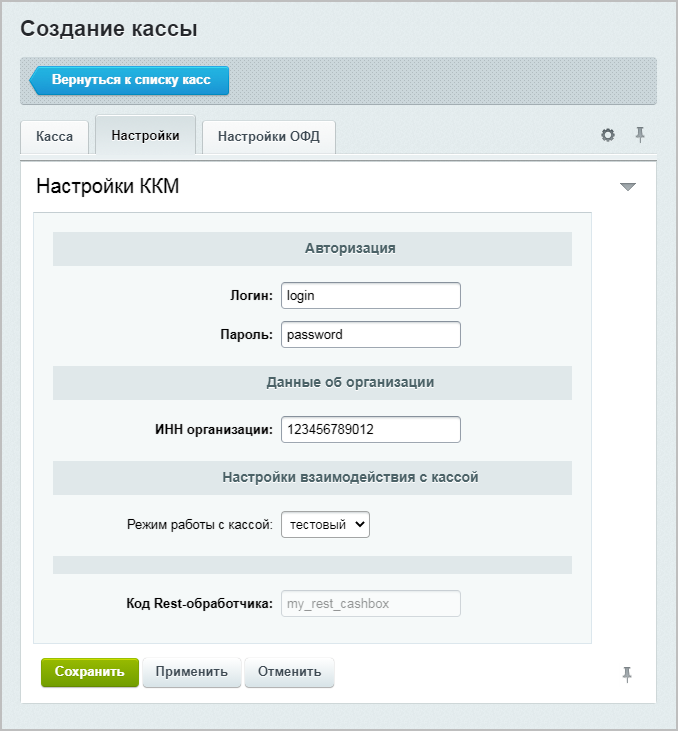 Создание кассы
Вернуться к списку касс
Касса Настройки Настройки ОФД
Настройки ККМ
Авторизация
Логин: login
Пароль: password
Данные об организации
ИНН организации: 123456789012
Настройки взаимодействия с кассой
Режим работы с кассой: тестовый
Код Rest-обработчика: my_rest_cashbox
Сохранить Применить Отменить